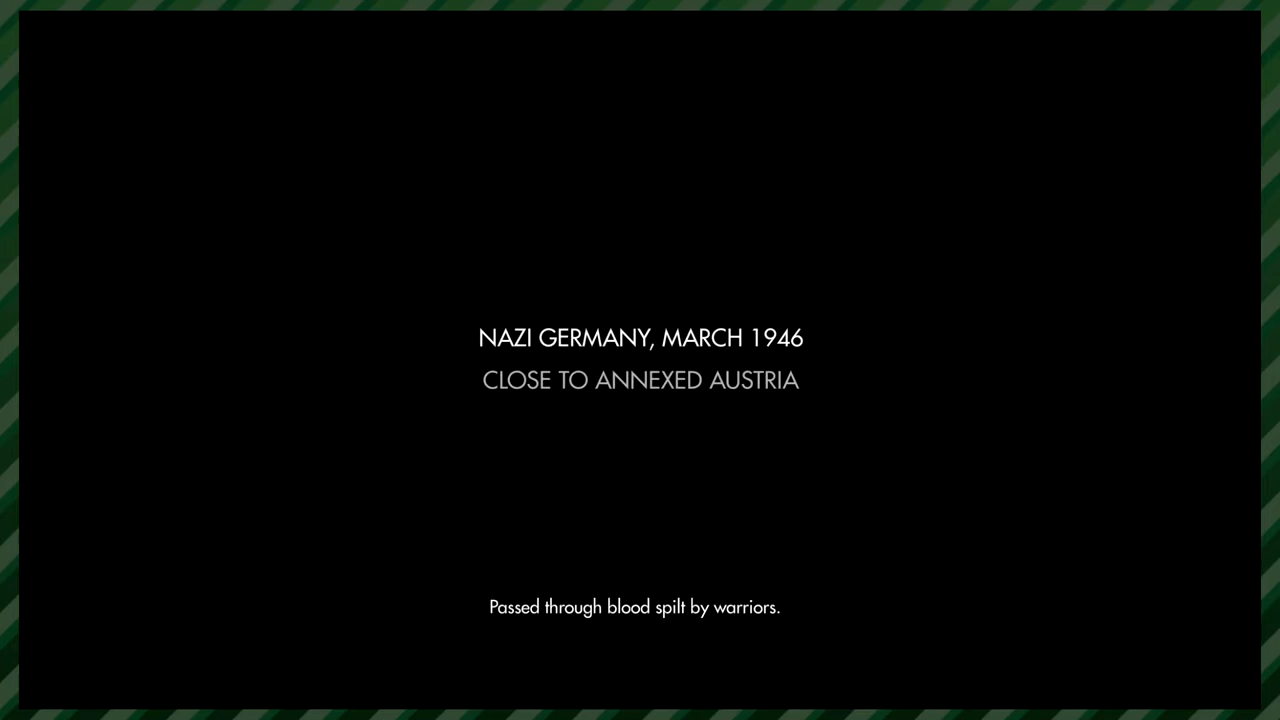 NAZI GERMANY, MARCH 1946
CLOSE TO ANNEXED AUSTRIA
Passed through blood spilt by warriors.